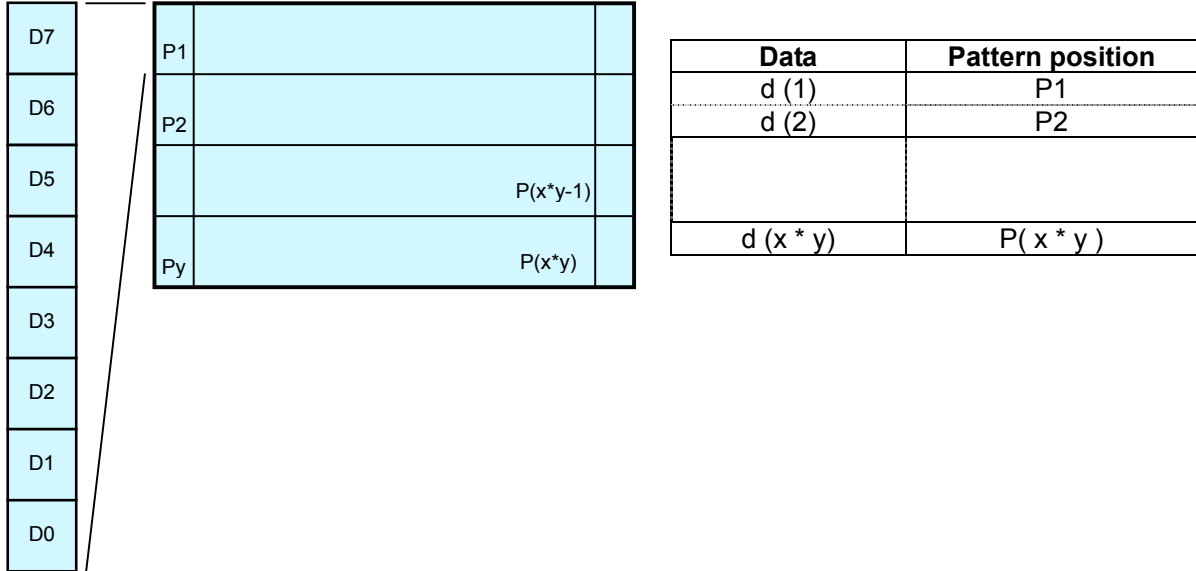 D7
D6
D5
D4
D3
D2
D1
D0
P1
P2
P(x*y-1)
Py P(x*y)
Data Pattern position
d (1) P1
d (2) P2
d (x * y) P( x * y )